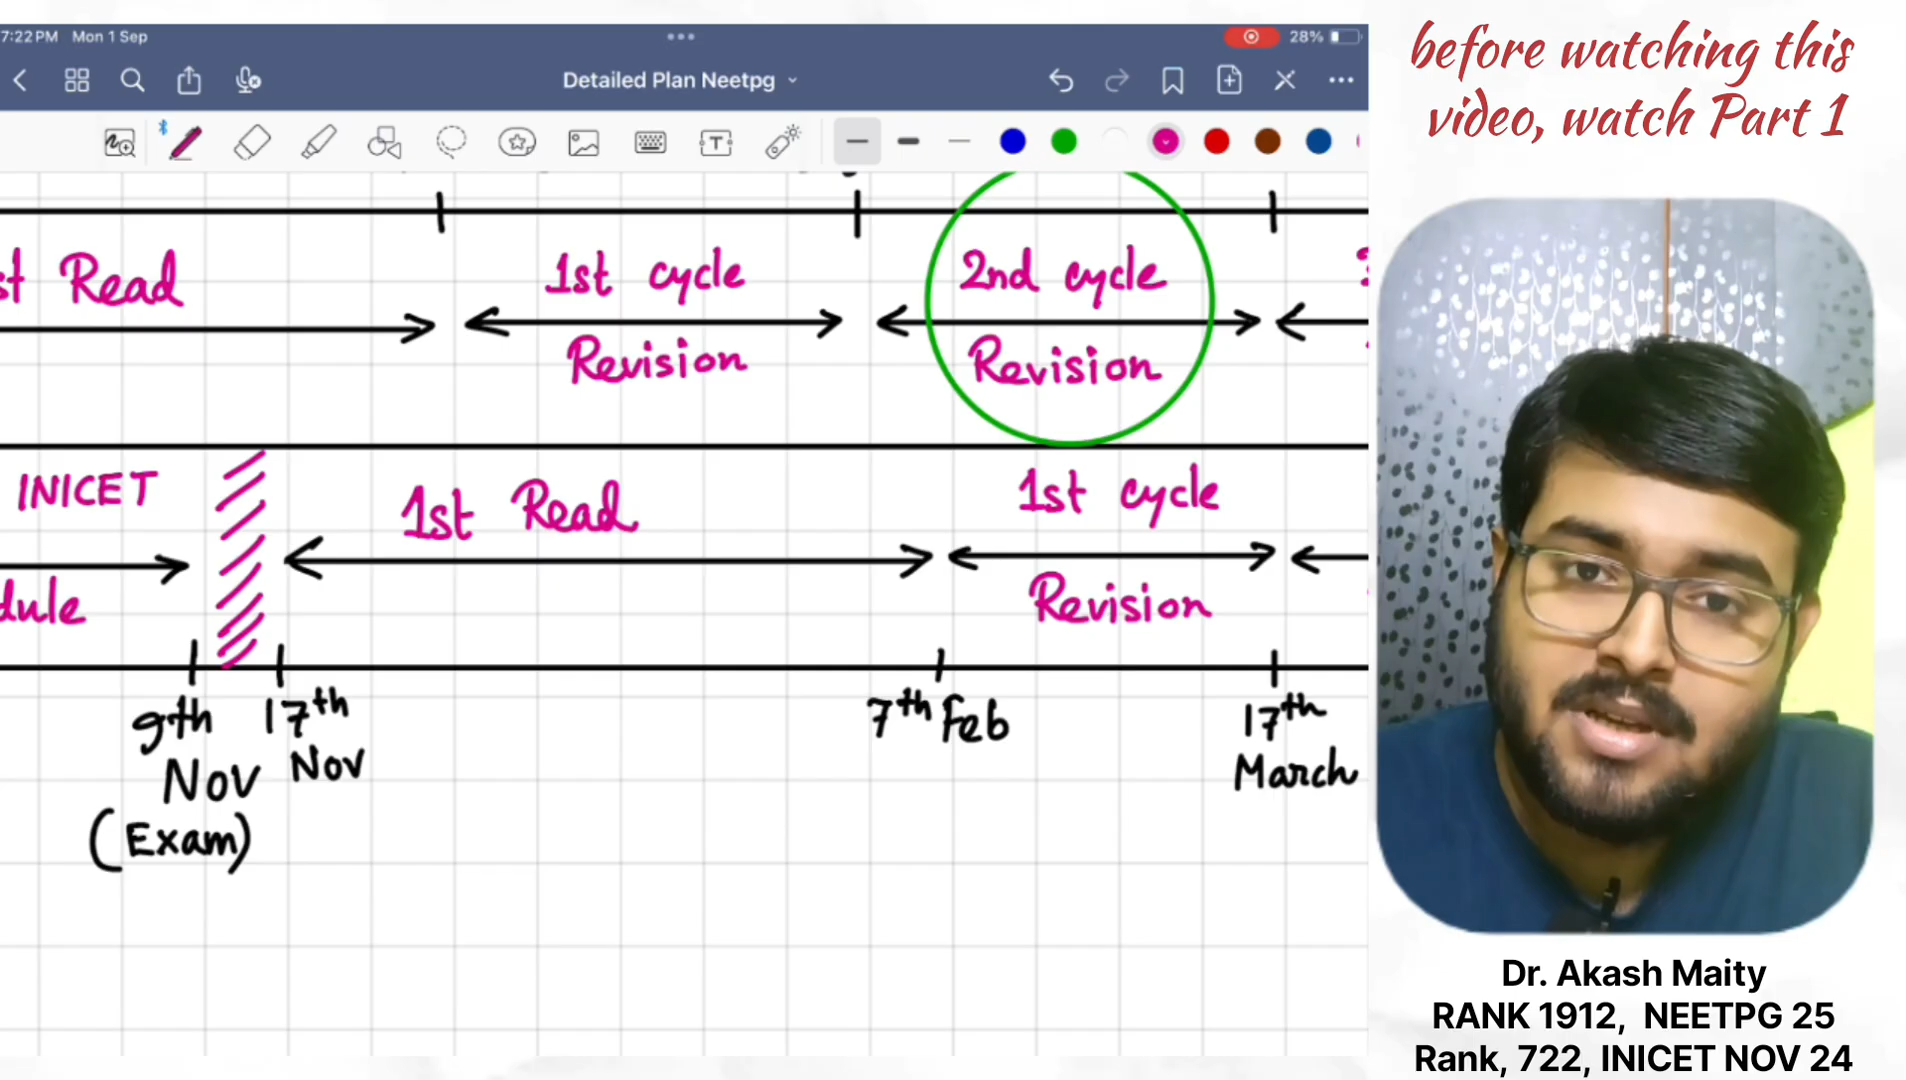 7:22 PM Mon 1 Sep
28%
Detailed Plan Neetpg
before watching this
video, watch Part 1
T
st Read
1st cycle
Revision
2nd cycle
Revision
INICET
dule
1st Read
1st cycle
Revision
9th
Nov
(Exam)
17th
Nov
7th Feb
17th
March
Dr. Akash Maity
RANK 1912, NEETPG 25
Rank, 722, INICET NOV 24